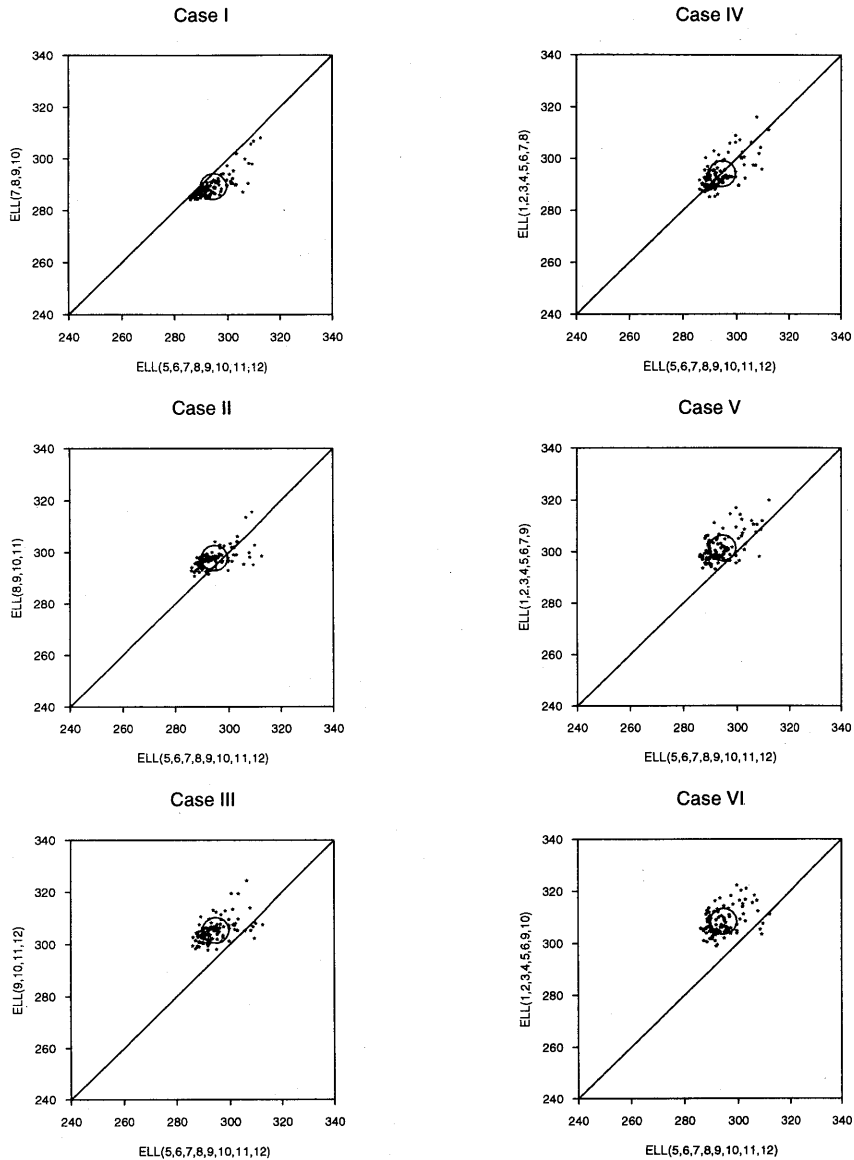 Case I
340
320
300
280
260
240
ELL(7,8,9,10)
240 260 280 300 320 340
ELL(5,6,7,8,9,10,11;12)
Case IV
340
320
300
280
260
240
ELL(1,2,3,4,5,6,7,8)
240 260 280 300 320 340
ELL(5,6,7,8,9,10,11,12)
Case II
340
320
300
280
260
240
ELL(8,9,10,11)
240 260 280 300 320 340
ELL(5,6,7,8,9,10,11,12)
Case V
340
320
300
280
260
240
ELL(1,2,3,4,5,6,7,9)
240 260 280 300 320 340
ELL(5,6,7,8,9,10,11,12)
Case III
340
320
300
280
260
240
ELL(9,10,11,12)
240 260 280 300 320 340
ELL(5,6,7,8,9,10,11,12)
Case VI
340
320
300
280
260
240
ELL(1,2,3,4,5,6,9,10)
240 260 280 300 320 340
ELL(5,6,7,8,9,10,11,12)